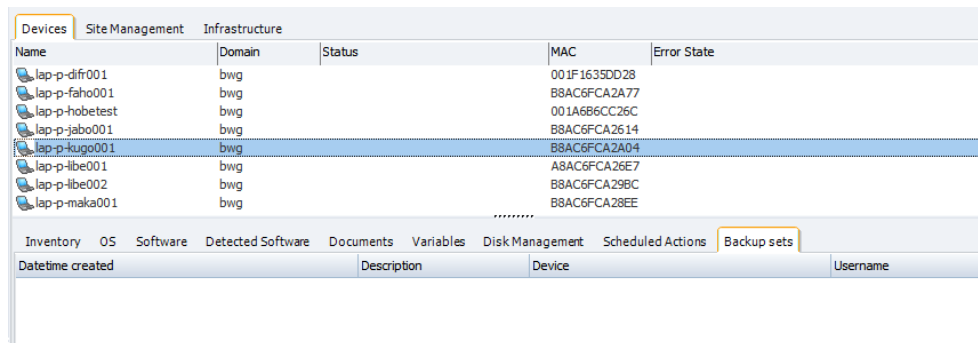 Devices Site Management Infrastructure
Name Domain Status MAC Error State
lap-p-difr001 bwg 001F1635DD28
lap-p-faho001 bwg B8AC6FCA2A77
lap-p-hobetest bwg 001A6B6CC26C
lap-p-jabo001 bwg B8AC6FCA2614
lap-p-kugo001 bwg B8AC6FCA2A04
lap-p-libe001 bwg A8AC6FCA26E7
lap-p-libe002 bwg B8AC6FCA29BC
lap-p-maka001 bwg B8AC6FCA28EE
Inventory OS Software Detected Software Documents Variables Disk Management Scheduled Actions Backup sets
Datetime created Description Device Username